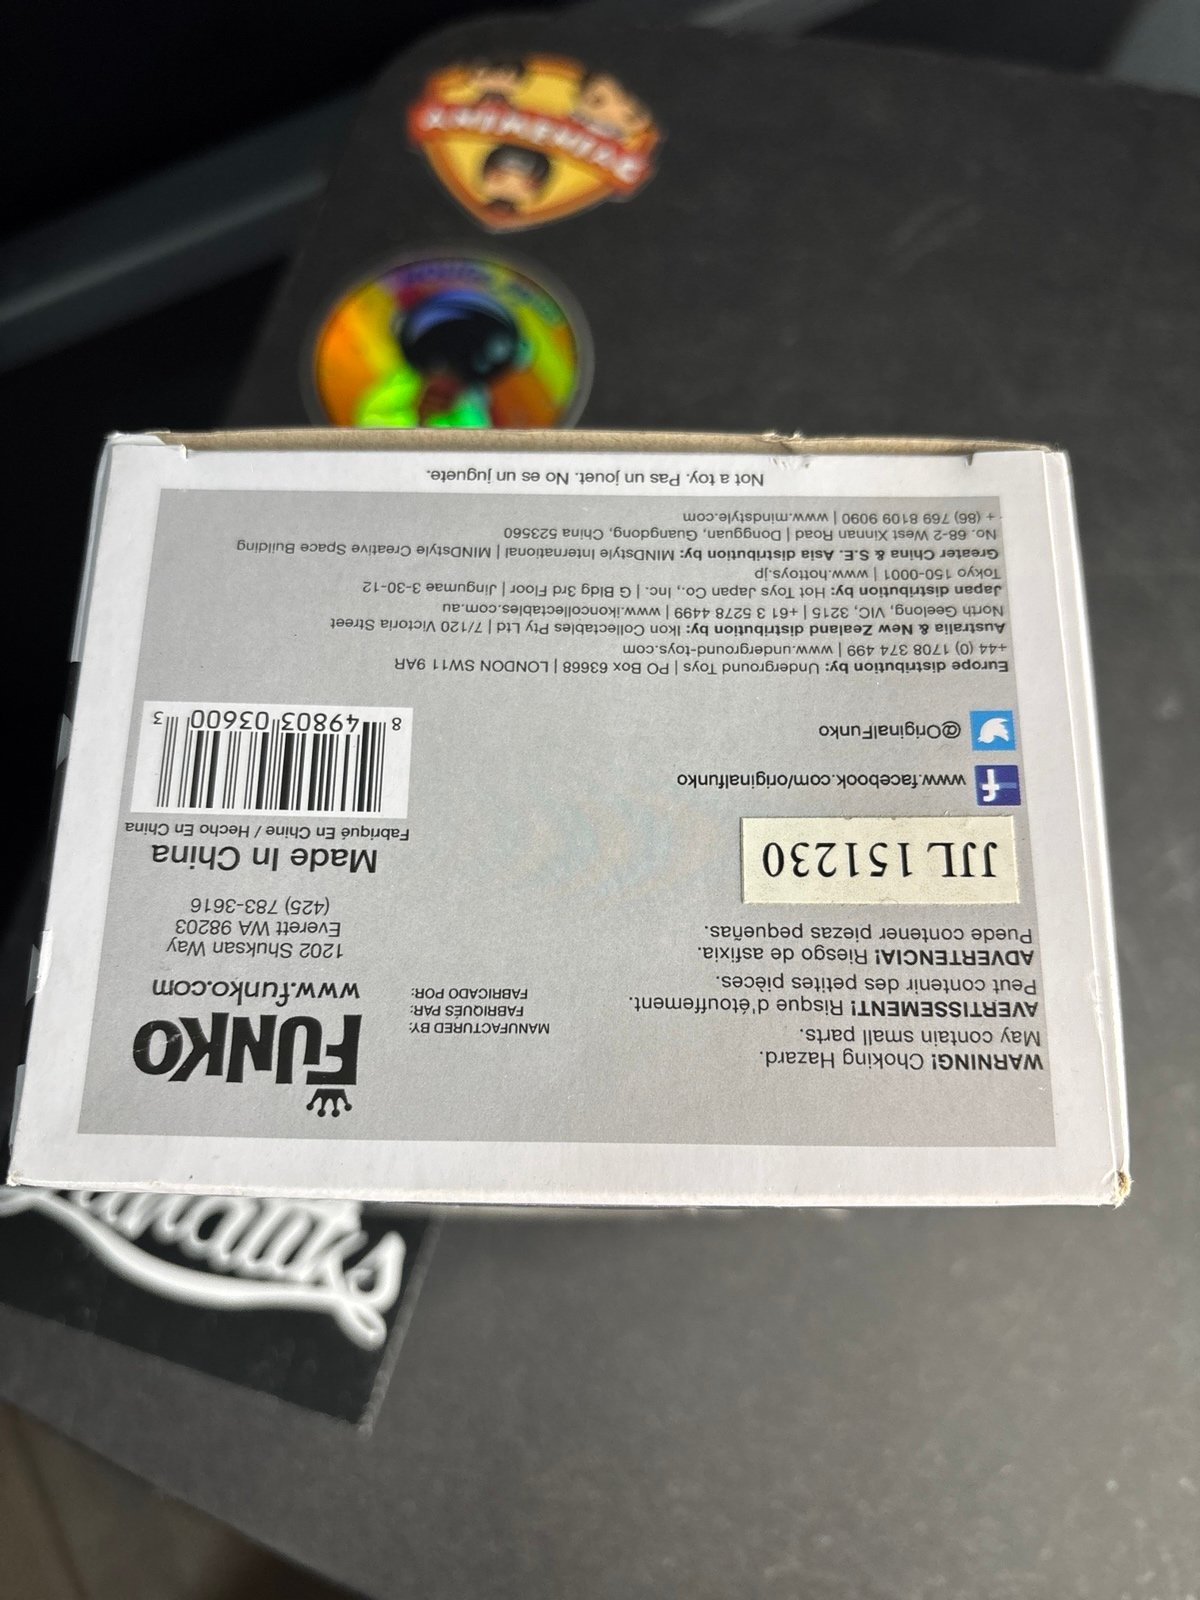 FUNKO
www.funko.com
1202 Shuksan Way
Everett WA 98203
(425) 783-3616
Made In China
Fabriqué En Chine / Hecho En China
8 49803 03600 3
MANUFACTURED BY:
FABRIQUÉS PAR:
FABRICADO POR:
WARNING! Choking Hazard.
May contain small parts.
AVERTISSEMENT! Risque d'étouffement.
Peut contenir des petites pièces.
ADVERTENCIA! Riesgo de asfixia.
Puede contener piezas pequeñas.
JJL 151230
www.facebook.com/originalfunko
@OriginalFunko
Europe distribution by: Underground Toys | PO Box 63668 | LONDON SW11 9AR
+44 (0) 1708 374 499 | www.underground-toys.com
Australia & New Zealand distribution by: Ikon Collectables Pty Ltd | 7/120 Victoria Street
North Geelong, VIC, 3215 | +61 3 5278 4499 | www.ikoncollectables.com.au
Japan distribution by: Hot Toys Japan Co., Inc. | G Bldg 3rd Floor | Jingumae 3-30-12
Tokyo 150-0001 | www.hottoys.jp
Greater China & S.E. Asia distribution by: MINDstyle International | MINDstyle Creative Space Building
No. 68-2 West Xinnan Road | Dongguan, Guangdong, China 523560
+ (86) 769 8109 9090 | www.mindstyle.com
Not a toy. Pas un jouet. No es un juguete.